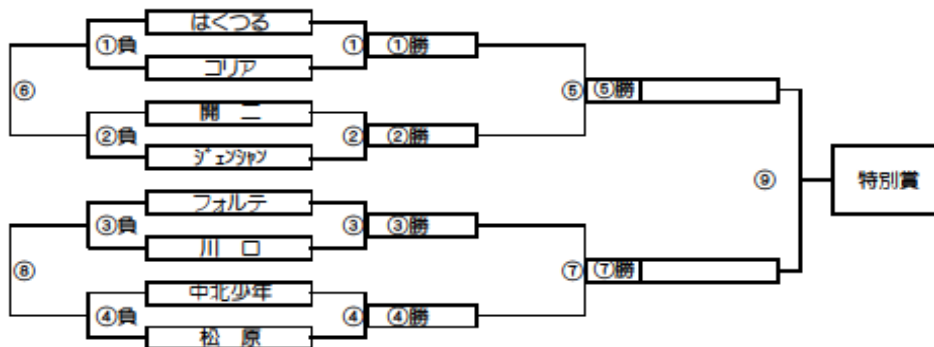 はくつる
①負 ① ①勝
コリア
⑥ ⑤ ⑤勝
開 二
②負 ② ②勝
ジェンシャン
⑨ 特別賞
フォルテ
③負 ③ ③勝
川 口
⑧ ⑦ ⑦勝
中北少年
④負 ④ ④勝
松 原